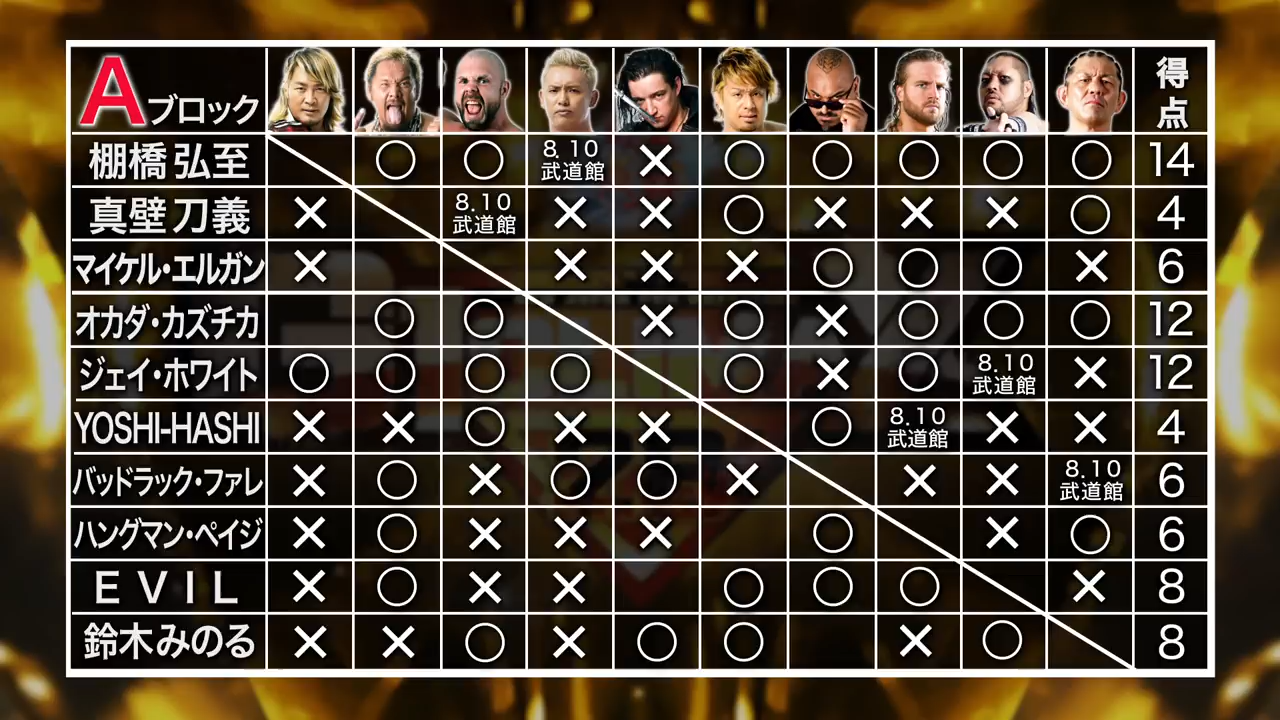 Aブロック 得点
棚橋弘至 ○ ○ 8.10 武道館 × ○ ○ ○ ○ ○ 14
真壁刀義 × 8.10 武道館 × × ○ × × × ○ 4
マイケル・エルガン × × × × ○ ○ ○ × 6
オカダ・カズチカ ○ ○ × ○ × ○ ○ ○ 12
ジェイ・ホワイト ○ ○ ○ ○ ○ × ○ 8.10 武道館 × 12
YOSHI-HASHI × × ○ × × ○ 8.10 武道館 × × 4
バッドラック・ファレ × ○ × ○ ○ × × × 8.10 武道館 6
ハングマン・ペイジ × ○ × × × ○ × ○ 6
EVIL × ○ × × ○ ○ ○ × 8
鈴木みのる × × ○ × ○ ○ × ○ 8